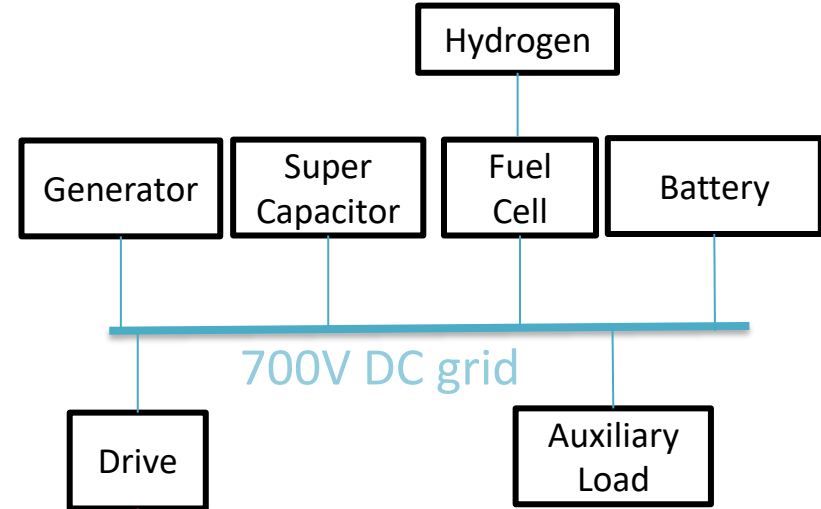 Hydrogen
Generator
Super
Capacitor
Fuel
Cell
Battery
700V DC grid
Drive
Auxiliary
Load